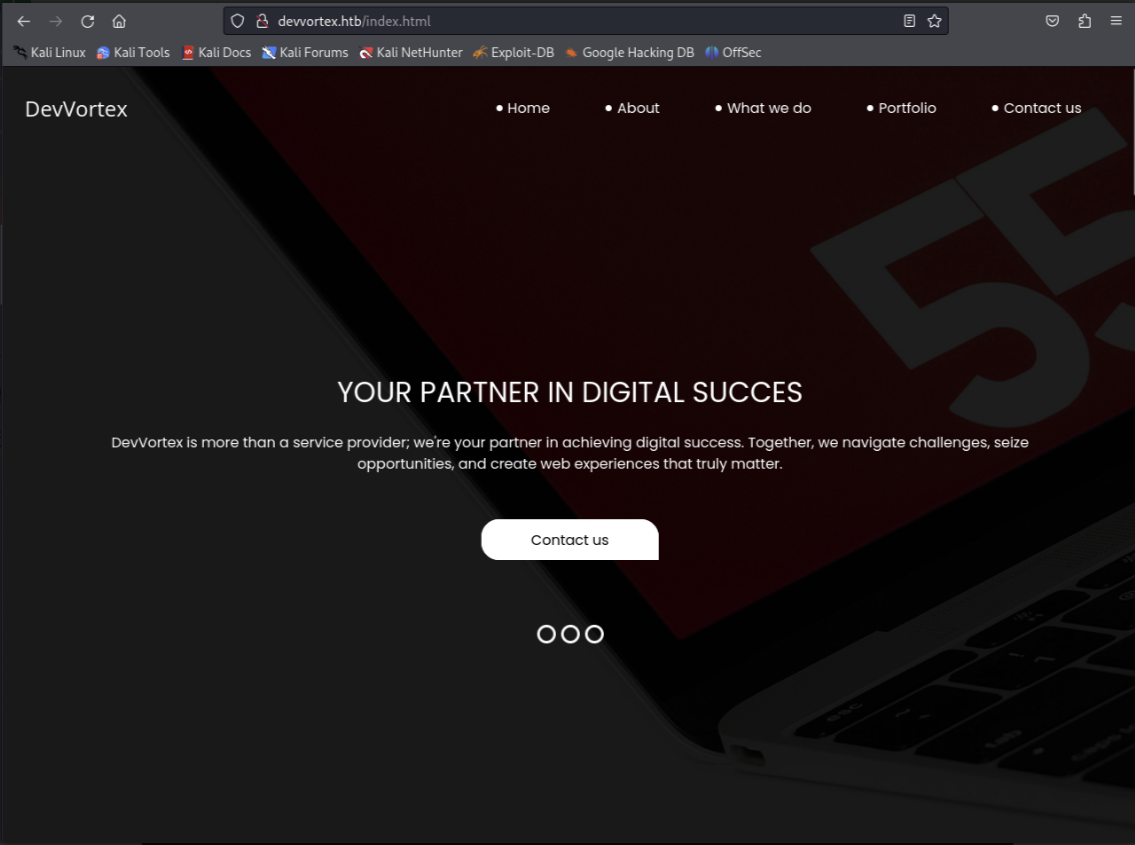 devvortex.htb/index.html
Kali Linux Kali Tools Kali Docs Kali Forums Kali NetHunter Exploit-DB Google Hacking DB OffSec
DevVortex
Home About What we do Portfolio Contact us
55
YOUR PARTNER IN DIGITAL SUCCES
DevVortex is more than a service provider; we're your partner in achieving digital success. Together, we navigate challenges, seize
opportunities, and create web experiences that truly matter.
Contact us
esc
tab